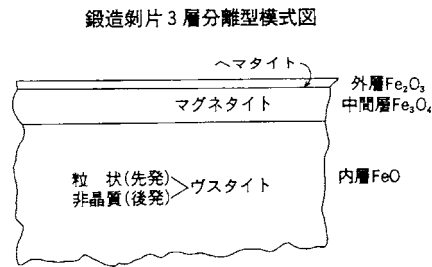 鍛造剝片3層分離型模式図
ヘマタイト
外層Fe₂O₃
マグネタイト
中間層Fe₃O₄
粒 状(先発)
非晶質(後発)
ヴスタイト
内層FeO